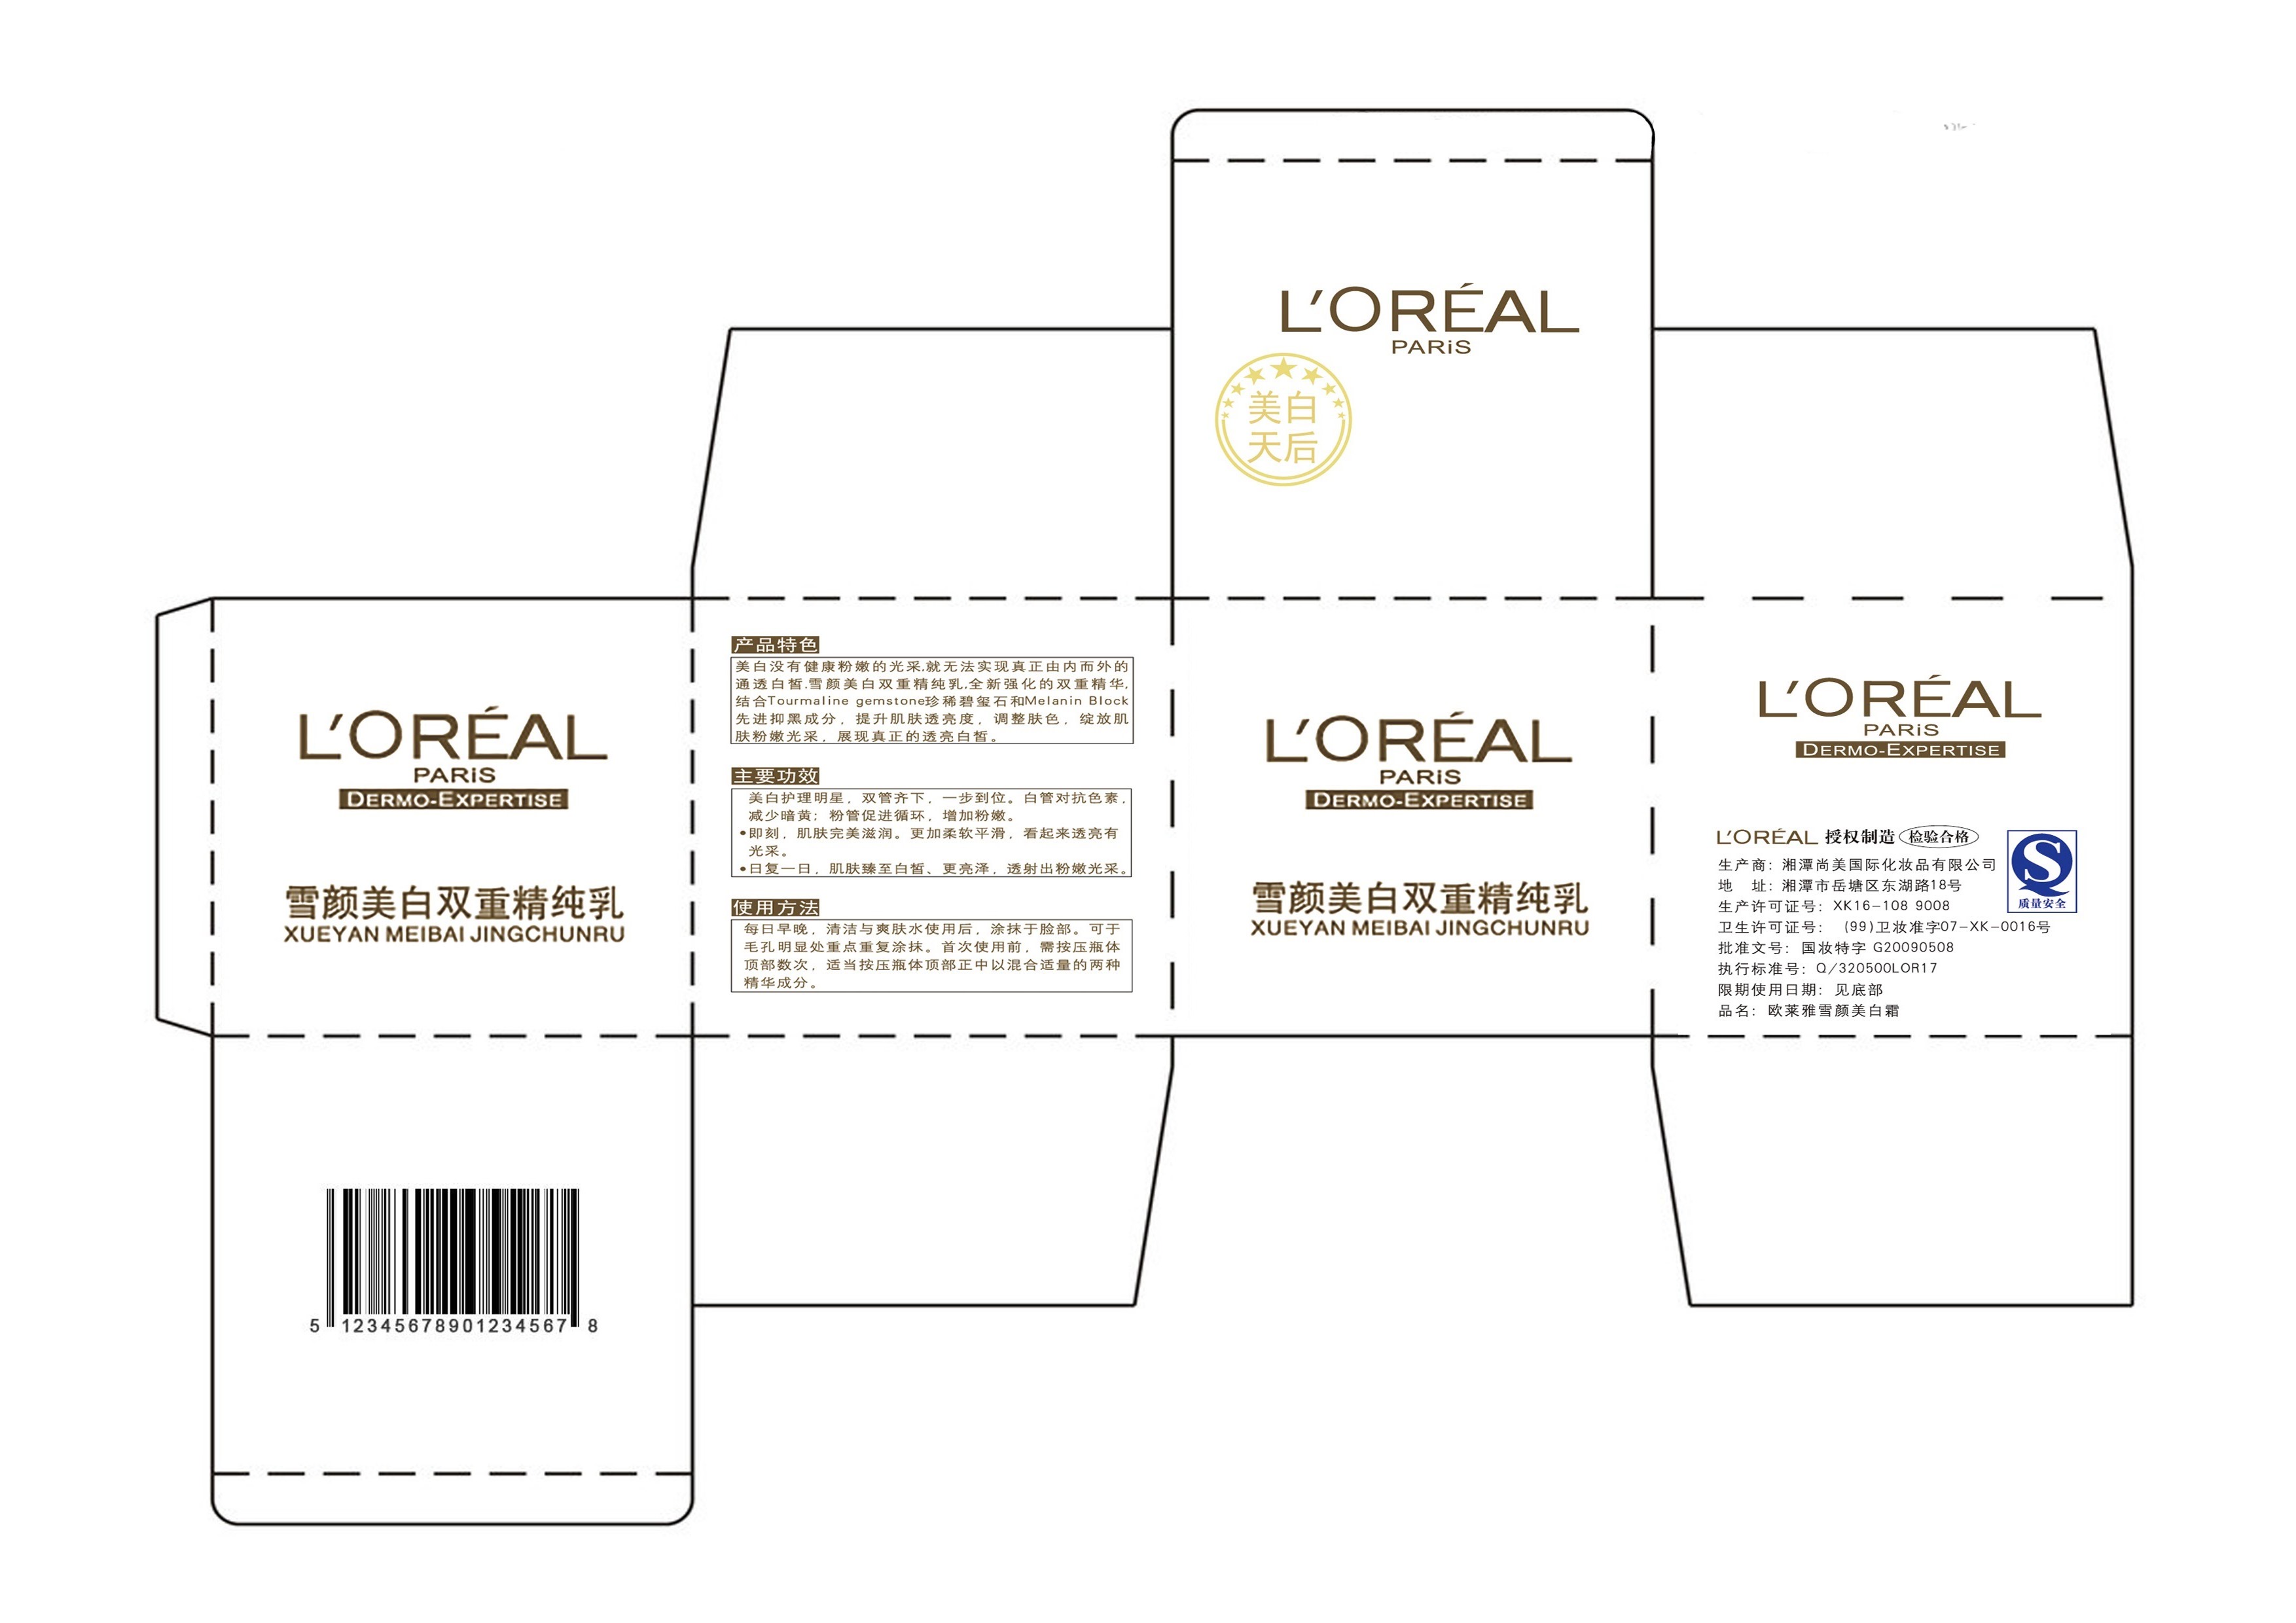 L'ORÉAL
PARiS
美白
天后
L'ORÉAL
PARiS
DERMO-EXPERTISE
雪颜美白双重精纯乳
XUEYAN MEIBAI JINGCHUNRU
产品特色
美白没有健康粉嫩的光采,就无法实现真正由内而外的
通透白皙.雪颜美白双重精纯乳,全新强化的双重精华,
结合Tourmaline gemstone珍稀碧玺石和Melanin Block
先进抑黑成分，提升肌肤透亮度，调整肤色，绽放肌
肤粉嫩光采，展现真正的透亮白皙。
主要功效
美白护理明星，双管齐下，一步到位。白管对抗色素，
减少暗黄；粉管促进循环，增加粉嫩。
•即刻，肌肤完美滋润。更加柔软平滑，看起来透亮有
光采。
•日复一日，肌肤臻至白皙、更亮泽，透射出粉嫩光采。
使用方法
每日早晚，清洁与爽肤水使用后，涂抹于脸部。可于
毛孔明显处重点重复涂抹。首次使用前，需按压瓶体
顶部数次，适当按压瓶体顶部正中以混合适量的两种
精华成分。
L'ORÉAL
PARiS
DERMO-EXPERTISE
雪颜美白双重精纯乳
XUEYAN MEIBAI JINGCHUNRU
L'ORÉAL
PARiS
DERMO-EXPERTISE
L'ORÉAL 授权制造 检验合格
生产商：湘潭尚美国际化妆品有限公司
地 址：湘潭市岳塘区东湖路18号
生产许可证号：XK16-108 9008
卫生许可证号： (99)卫妆准字07-XK-0016号
批准文号：国妆特字 G20090508
执行标准号：Q/320500LOR17
限期使用日期：见底部
品名：欧莱雅雪颜美白霜
质量安全
5 12345678901234567 8